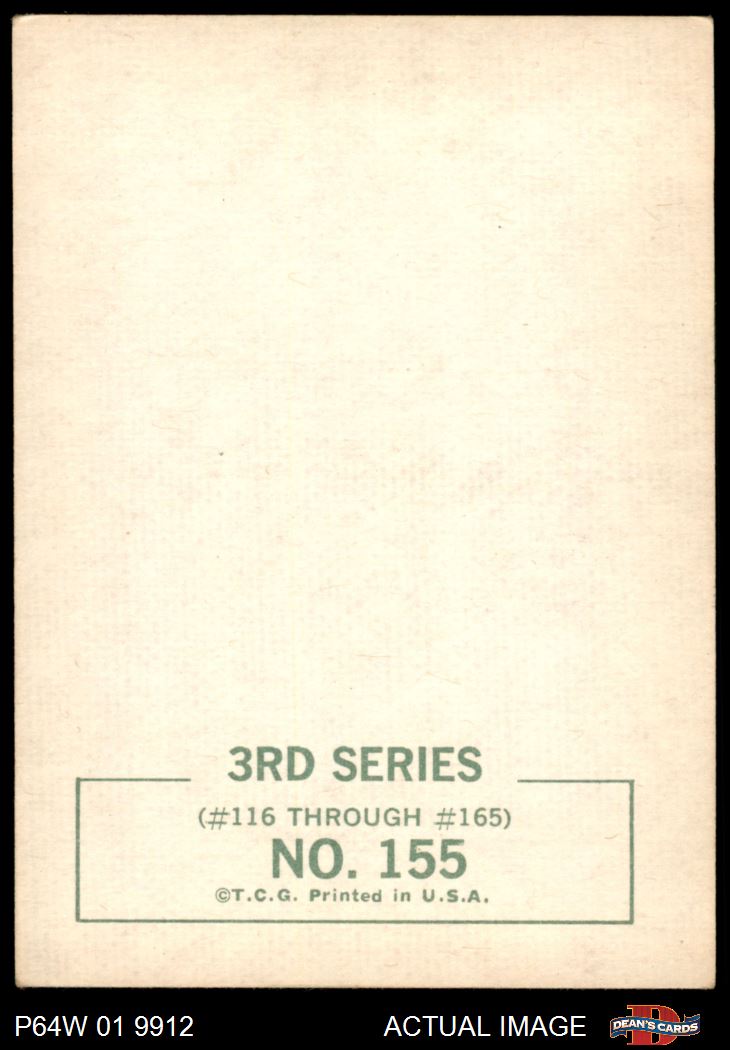 3RD SERIES
(#116 THROUGH #165)
NO. 155
©T.C.G. Printed in U.S.A.
P64W 01 9912
ACTUAL IMAGE
D
DEAN'S CARDS